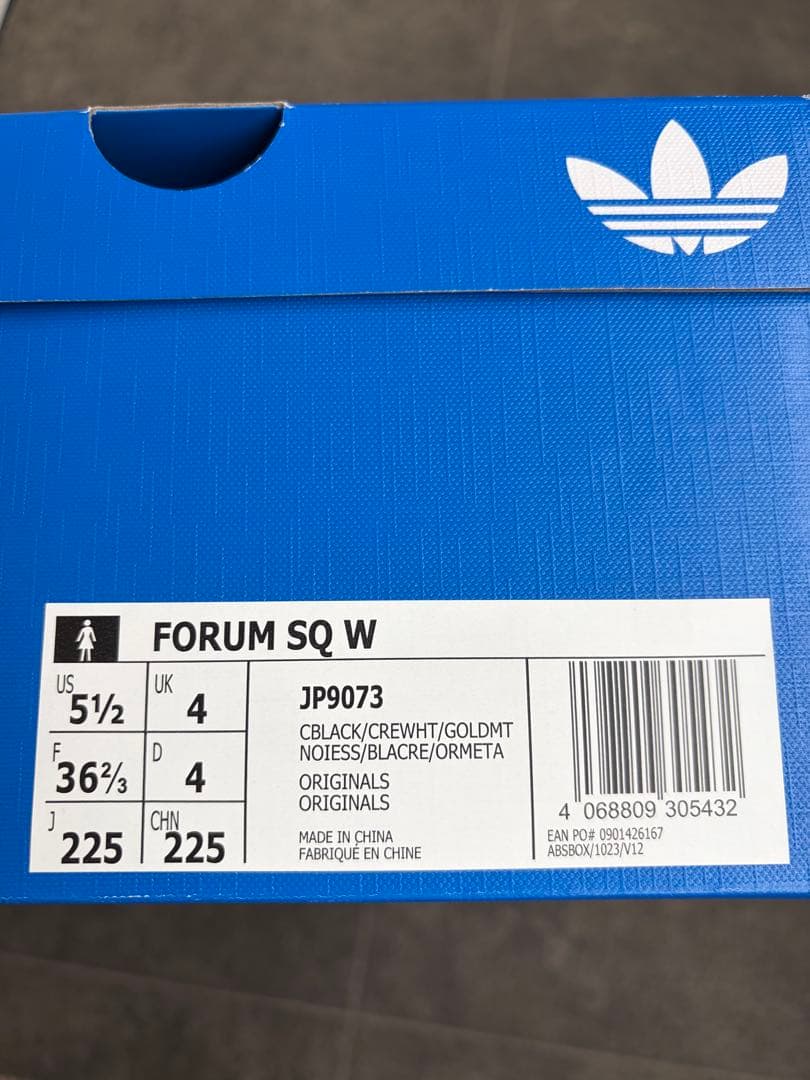 FORUM SQ W
US 5½ UK 4
F 36⅔ D 4
J 225 CHN 225
JP9073
CBLACK/CREWHT/GOLDMT
NOIESS/BLACRE/ORMETA
ORIGINALS
ORIGINALS
MADE IN CHINA
FABRIQUÉ EN CHINE
4 068809 305432
EAN PO# 0901426167
ABSBOX/1023/V12